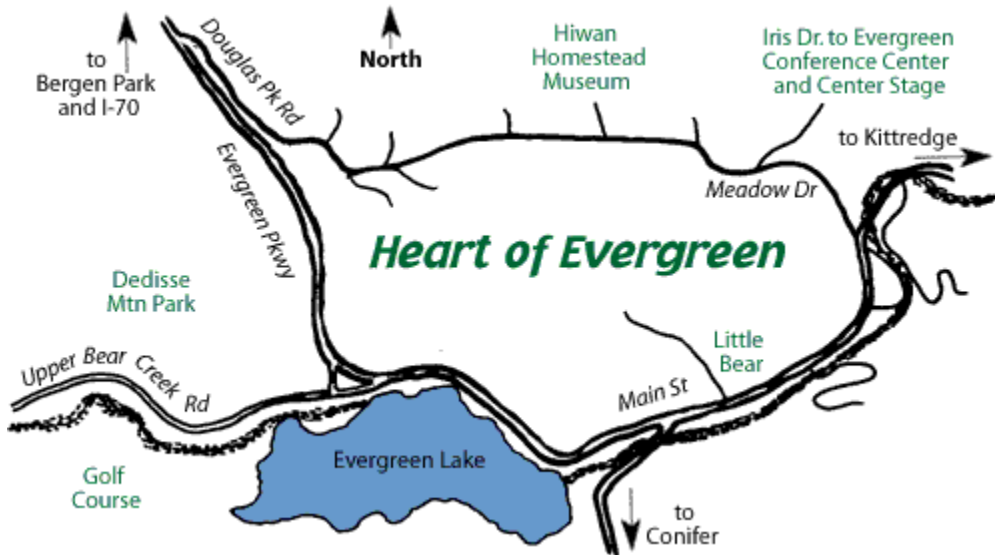 to
Bergen Park
and I-70
Douglas Pk Rd
North
Hiwan
Homestead
Museum
Iris Dr. to Evergreen
Conference Center
and Center Stage
to Kittredge
Meadow Dr
Evergreen Pkwy
Heart of Evergreen
Dedisse
Mtn Park
Upper Bear Creek Rd
Little
Bear
Main St
Evergreen Lake
Golf
Course
to
Conifer